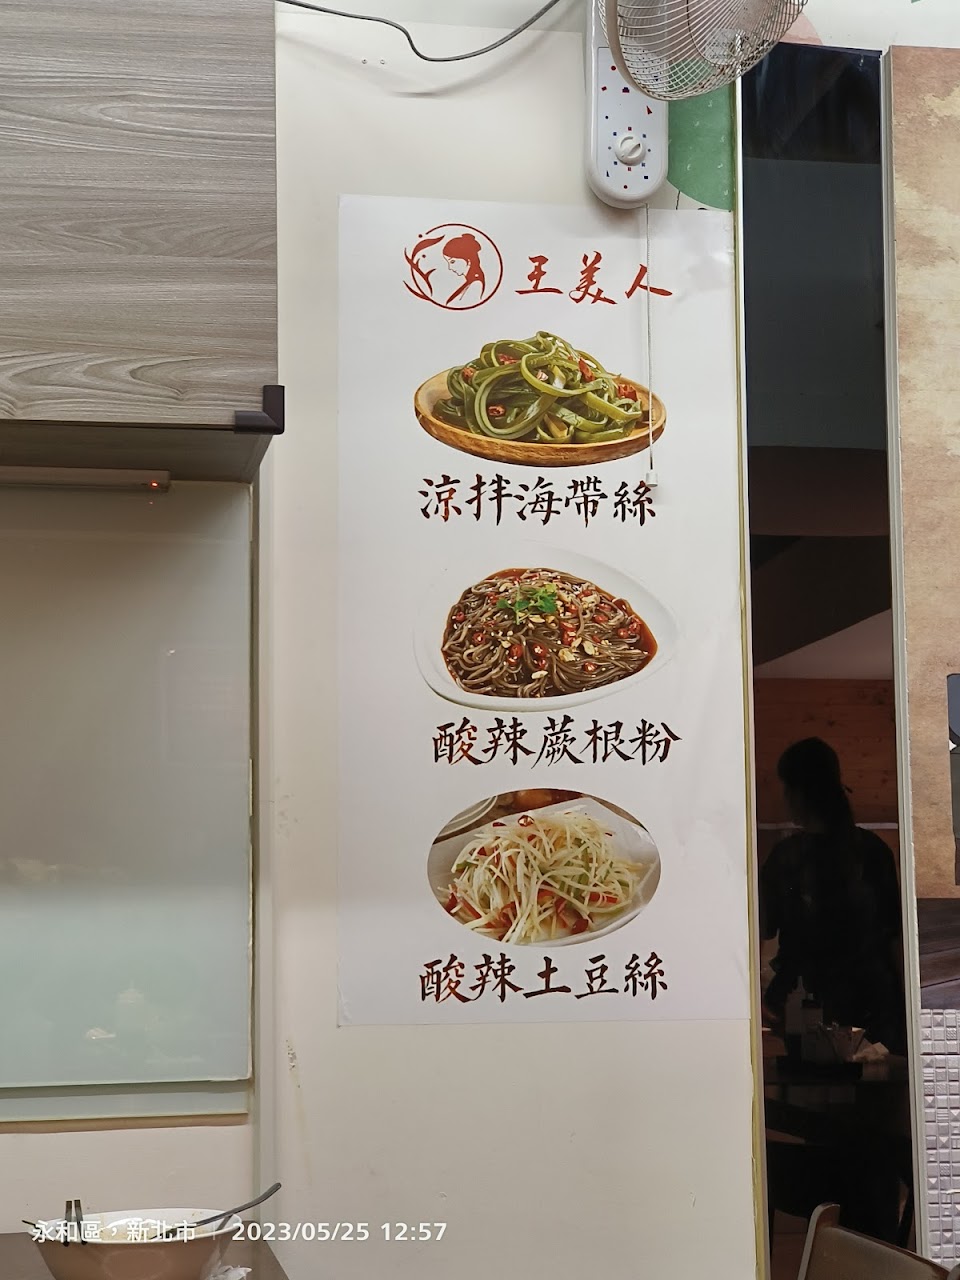 王美人
涼拌海帶絲
酸辣蕨根粉
酸辣土豆絲
永和區，新北市 | 2023/05/25 12:57